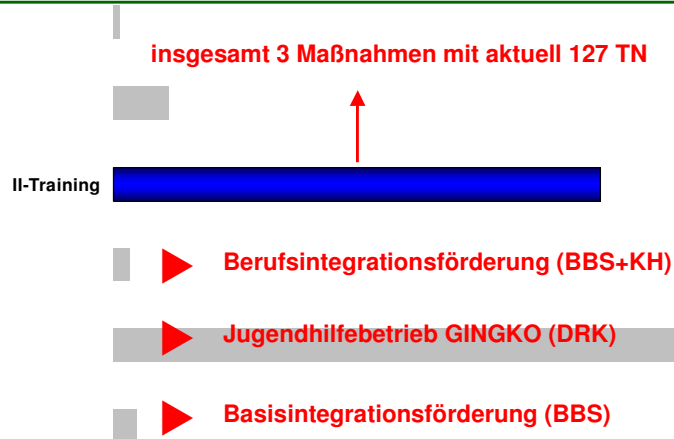 insgesamt 3 Maßnahmen mit aktuell 127 TN
II-Training
Berufsintegrationsförderung (BBS+KH)
Jugendhilfebetrieb GINGKO (DRK)
Basisintegrationsförderung (BBS)